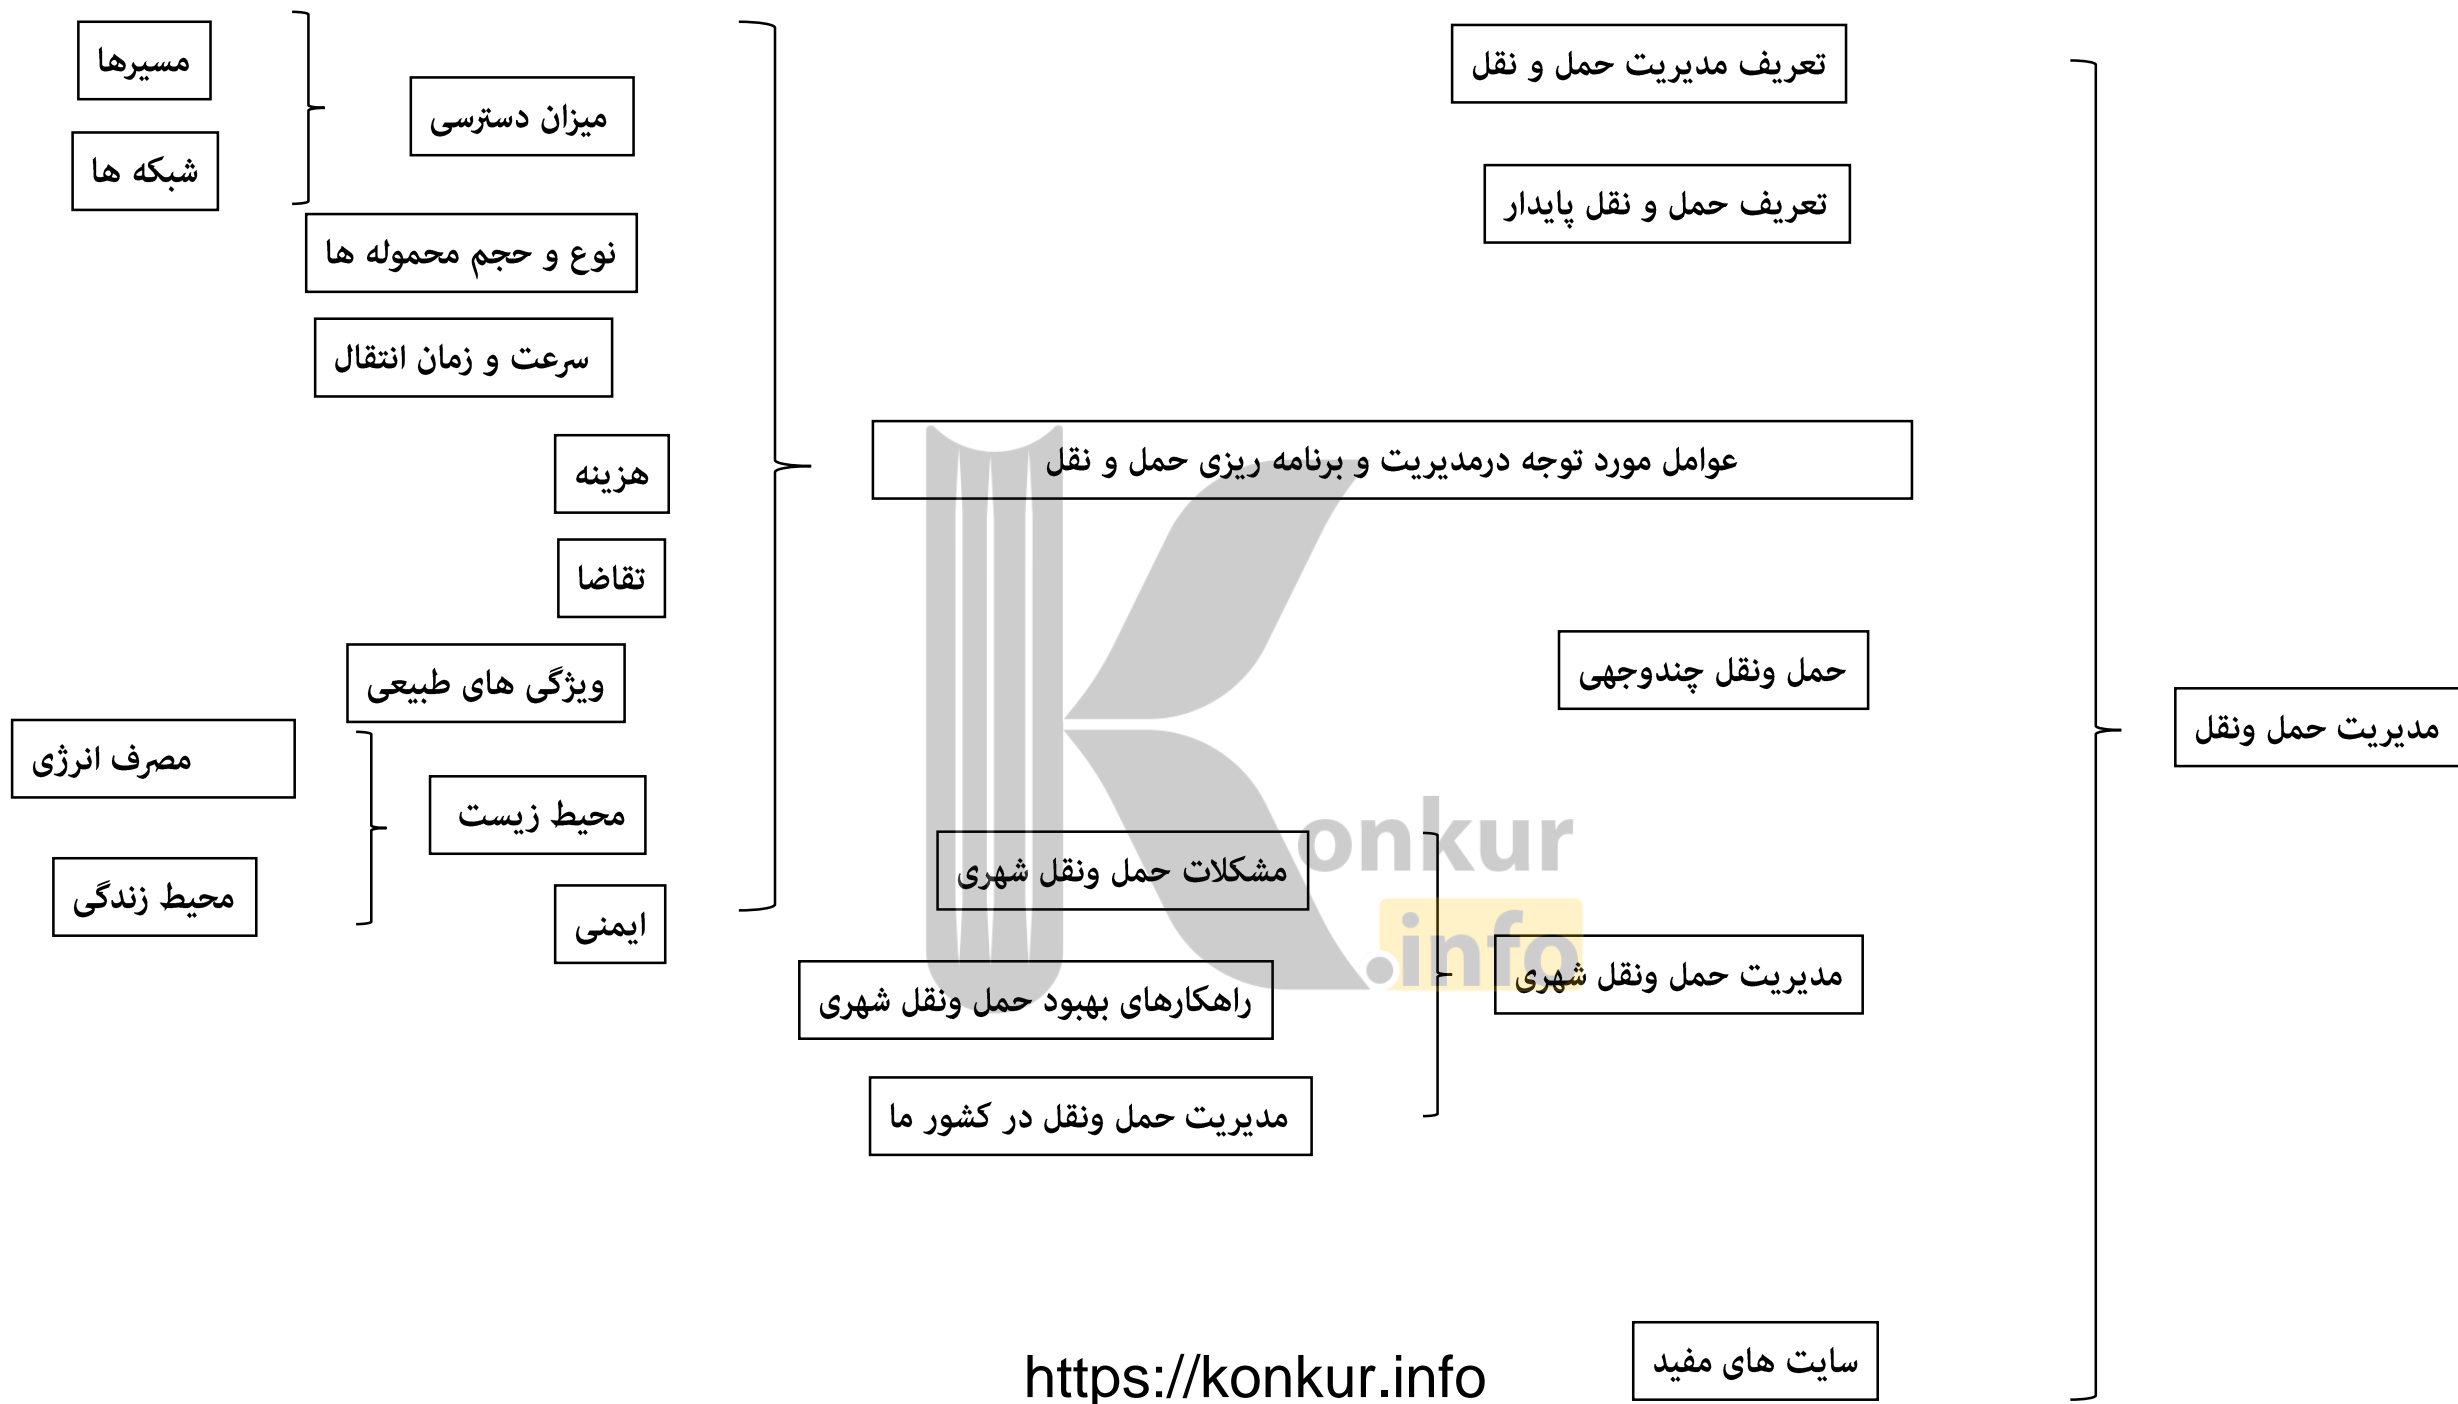 مدیریت حمل ونقل
تعریف مدیریت حمل و نقل
تعریف حمل و نقل پایدار
عوامل مورد توجه درمدیریت و برنامه ریزی حمل و نقل
میزان دسترسی
مسیرها
شبکه ها
نوع و حجم محموله ها
سرعت و زمان انتقال
هزینه
تقاضا
ویژگی های طبیعی
محیط زیست
مصرف انرژی
محیط زندگی
ایمنی
حمل ونقل چندوجهی
مدیریت حمل ونقل شهری
مشکلات حمل ونقل شهری
راهکارهای بهبود حمل ونقل شهری
مدیریت حمل ونقل در کشور ما
سایت های مفید
Konkur
.info
https://konkur.info